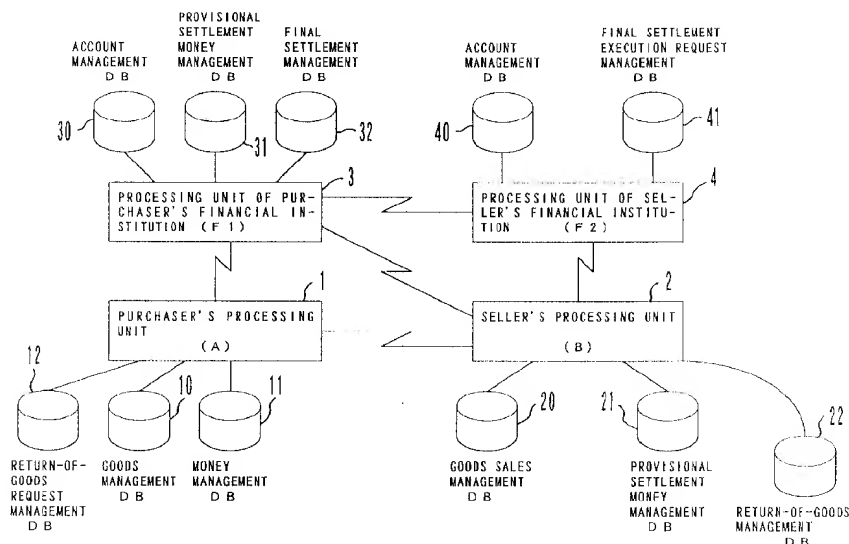 ACCOUNT
MANAGEMENT
D B
30
PROVISIONAL
SETTLEMENT
MONEY
MANAGEMENT
D B
31
FINAL
SETTLEMENT
MANAGEMENT
D B
32
ACCOUNT
MANAGEMENT
D B
40
FINAL SETTLEMENT
EXECUTION REQUEST
MANAGEMENT
D B
41
3
PROCESSING UNIT OF PUR-
CHASER'S FINANCIAL IN-
STITUTION (F1)
4
PROCESSING UNIT OF SEL-
LER'S FINANCIAL INSTITU-
TION (F2)
1
PURCHASER'S PROCESSING
UNIT
(A)
2
SELLER'S PROCESSING UNIT
(B)
12
RETURN-OF-
GOODS
REQUEST
MANAGEMENT
D B
10
GOODS
MANAGEMENT
D B
11
MONEY
MANAGEMENT
D B
20
GOODS SALES
MANAGEMENT
D B
21
PROVISIONAL
SETTLEMENT
MONEY
MANAGEMENT
D B
22
RETURN-OF-GOODS
MANAGEMENT
D B